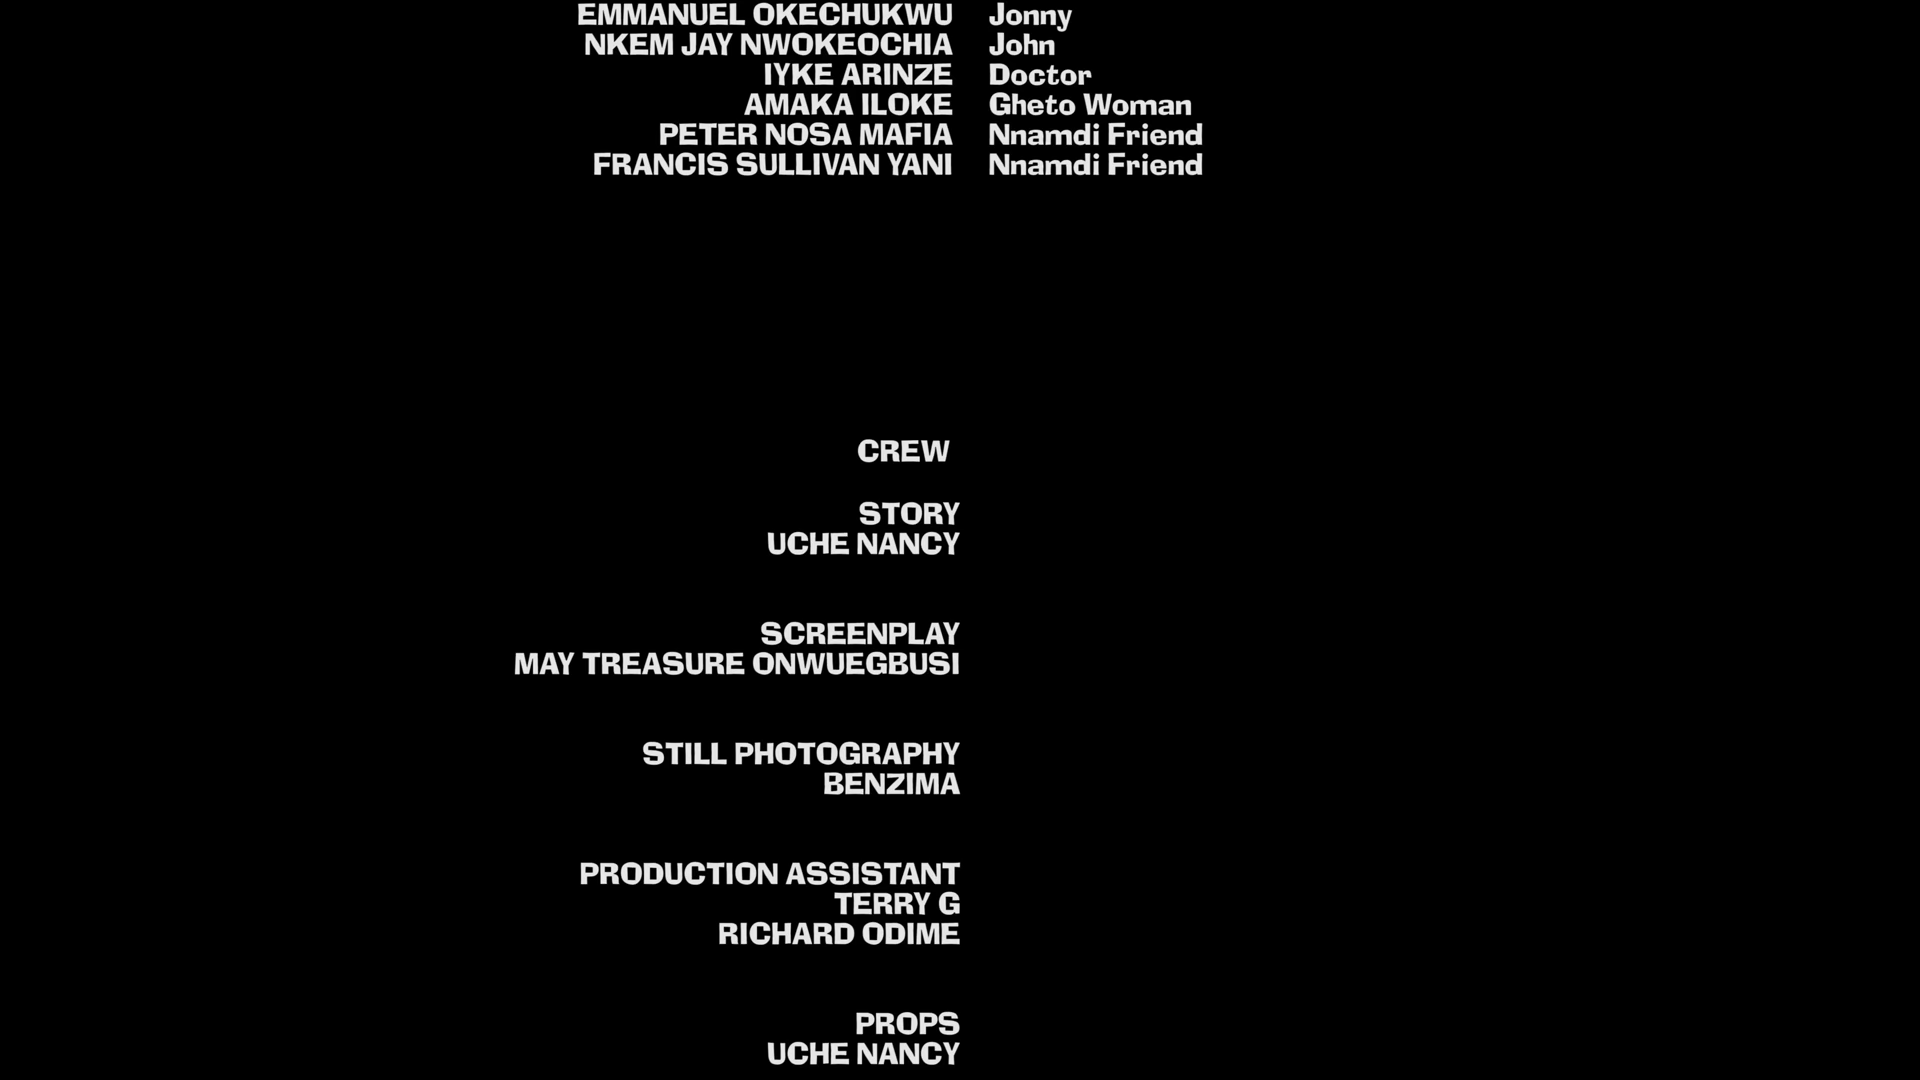 EMMANUEL OKECHUKWU Jonny
NKEM JAY NWOKEOCHIA John
IYKE ARINZE Doctor
AMAKA ILOKE Gheto Woman
PETER NOSA MAFIA Nnamdi Friend
FRANCIS SULLIVAN YANI Nnamdi Friend
CREW
STORY
UCHE NANCY
SCREENPLAY
MAY TREASURE ONWUEGBUSI
STILL PHOTOGRAPHY
BENZIMA
PRODUCTION ASSISTANT
TERRY G
RICHARD ODIME
PROPS
UCHE NANCY